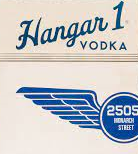 Hangar 1
VODKA
2505
MONARCH
STREET